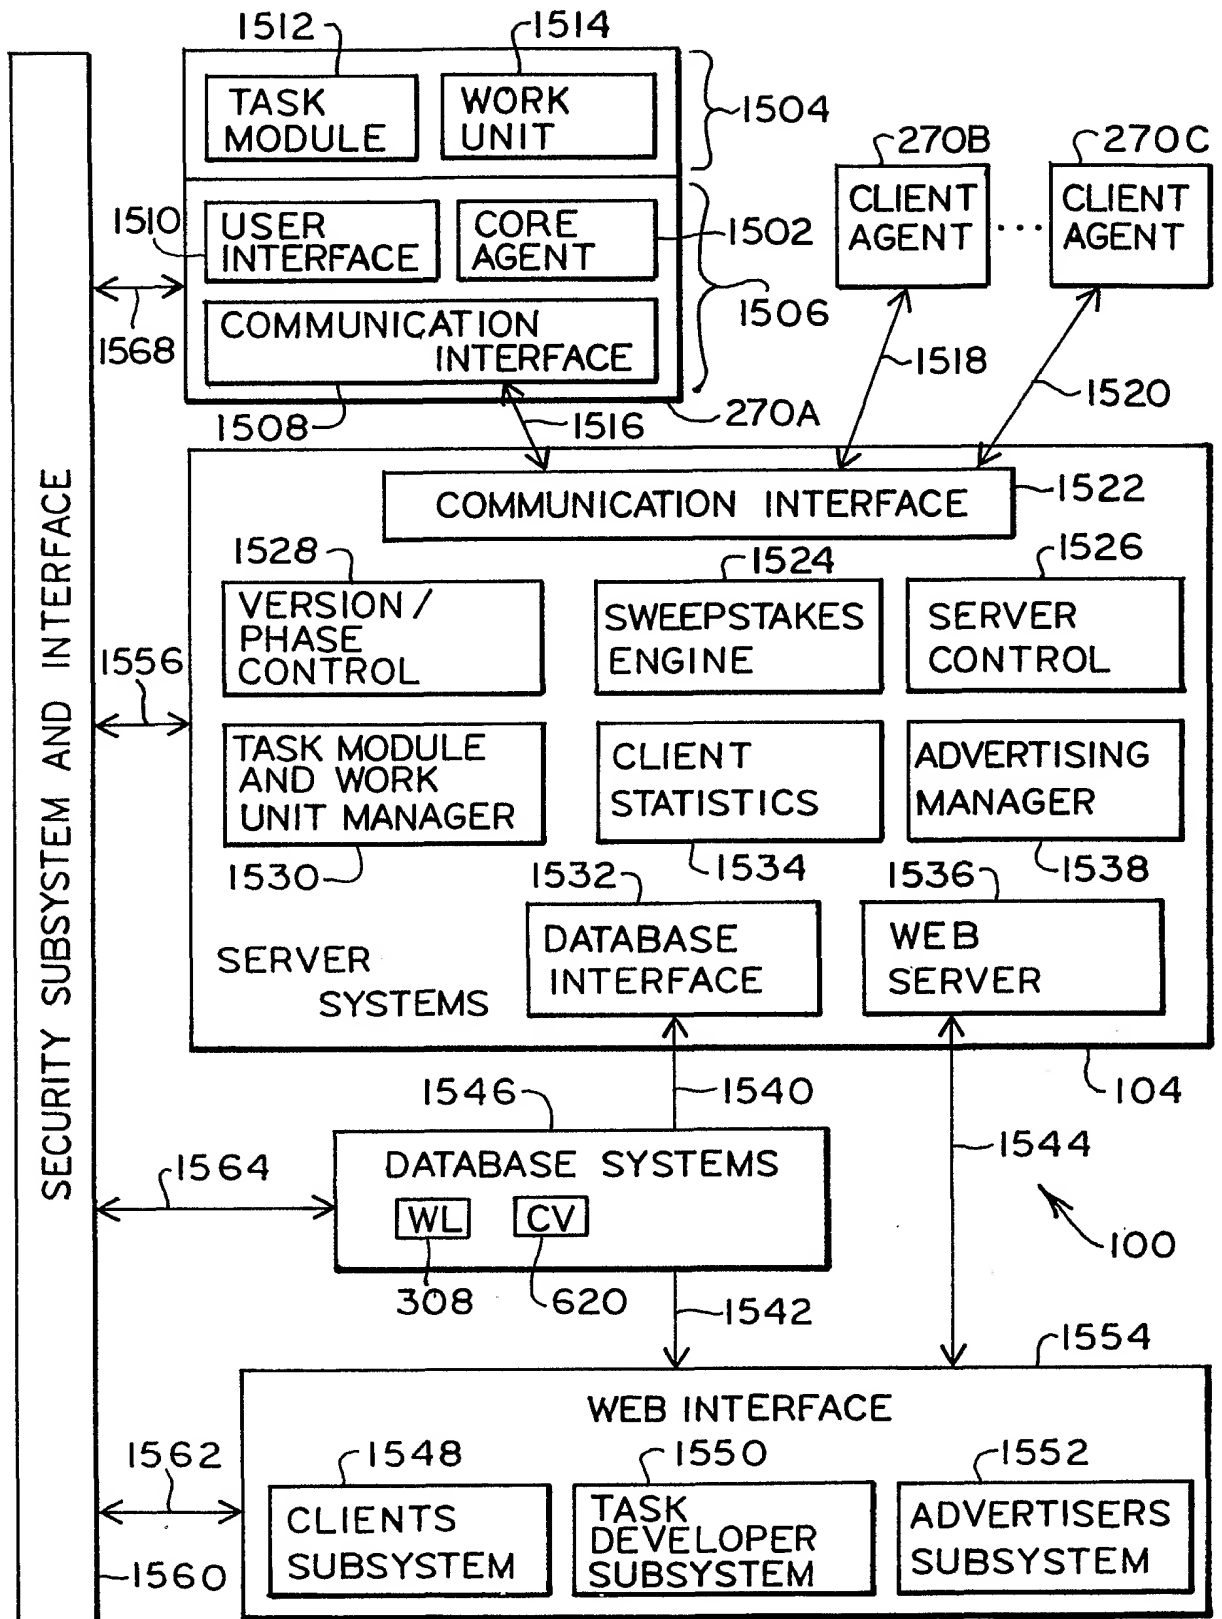 1512
1514
TASK
MODULE
WORK
UNIT
1504
270B
270C
CLIENT
AGENT
...
CLIENT
AGENT
1510
USER
INTERFACE
CORE
AGENT
1502
1506
COMMUNICATION
INTERFACE
1568
1508
1516
270A
1518
1520
SECURITY SUBSYSTEM AND INTERFACE
COMMUNICATION INTERFACE
1522
1528
1524
1526
VERSION/
PHASE
CONTROL
SWEEPSTAKES
ENGINE
SERVER
CONTROL
1556
TASK MODULE
AND WORK
UNIT MANAGER
CLIENT
STATISTICS
ADVERTISING
MANAGER
1530
1534
1538
1532
1536
DATABASE
INTERFACE
WEB
SERVER
SERVER
SYSTEMS
104
1546
1540
1544
DATABASE SYSTEMS
WL
CV
1564
308
620
1542
100
1554
WEB INTERFACE
1562
1548
1550
1552
CLIENTS
SUBSYSTEM
TASK
DEVELOPER
SUBSYSTEM
ADVERTISERS
SUBSYSTEM
1560